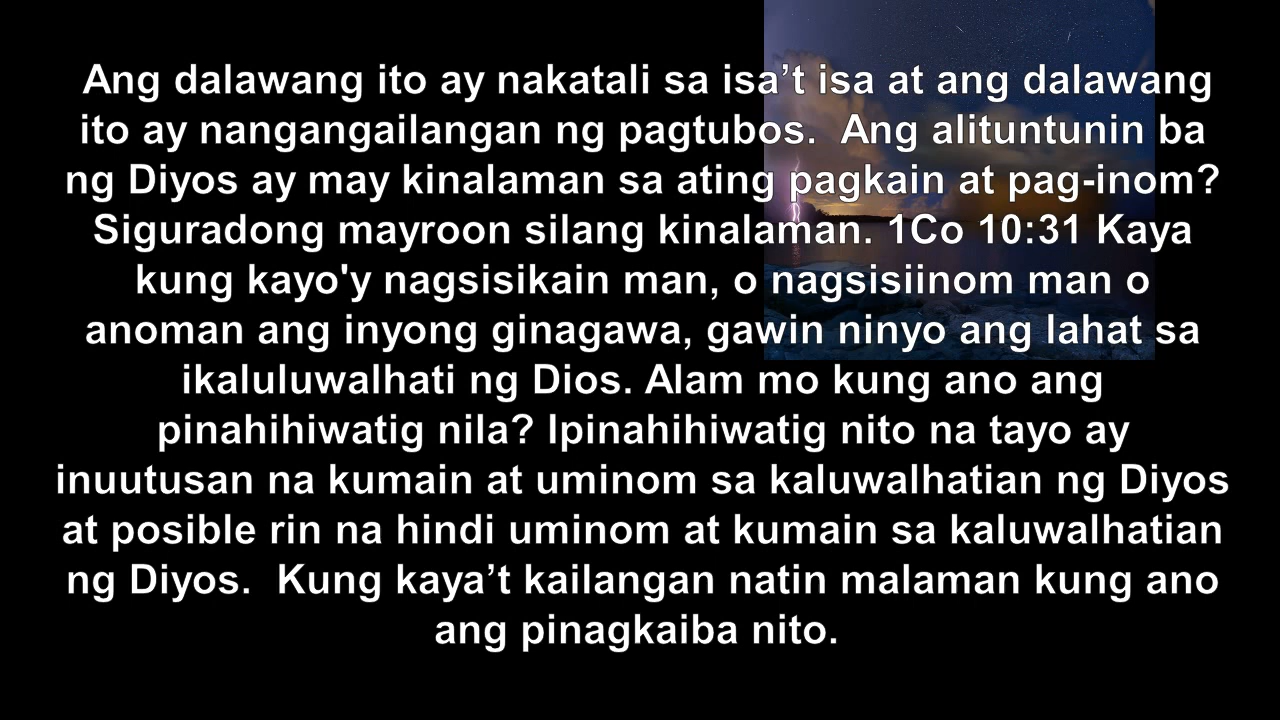 Ang dalawang ito ay nakatali sa isa’t isa at ang dalawang
ito ay nangangailangan ng pagtubos.  Ang alituntunin ba
ng Diyos ay may kinalaman sa ating pagkain at pag-inom?
Siguradong mayroon silang kinalaman. 1Co 10:31 Kaya
kung kayo'y nagsisikain man, o nagsisiinom man o
anoman ang inyong ginagawa, gawin ninyo ang lahat sa
ikaluluwalhati ng Dios. Alam mo kung ano ang
pinahihiwatig nila? Ipinahihiwatig nito na tayo ay
inuutusan na kumain at uminom sa kaluwalhatian ng Diyos
at posible rin na hindi uminom at kumain sa kaluwalhatian
ng Diyos.  Kung kaya’t kailangan natin malaman kung ano
ang pinagkaiba nito.